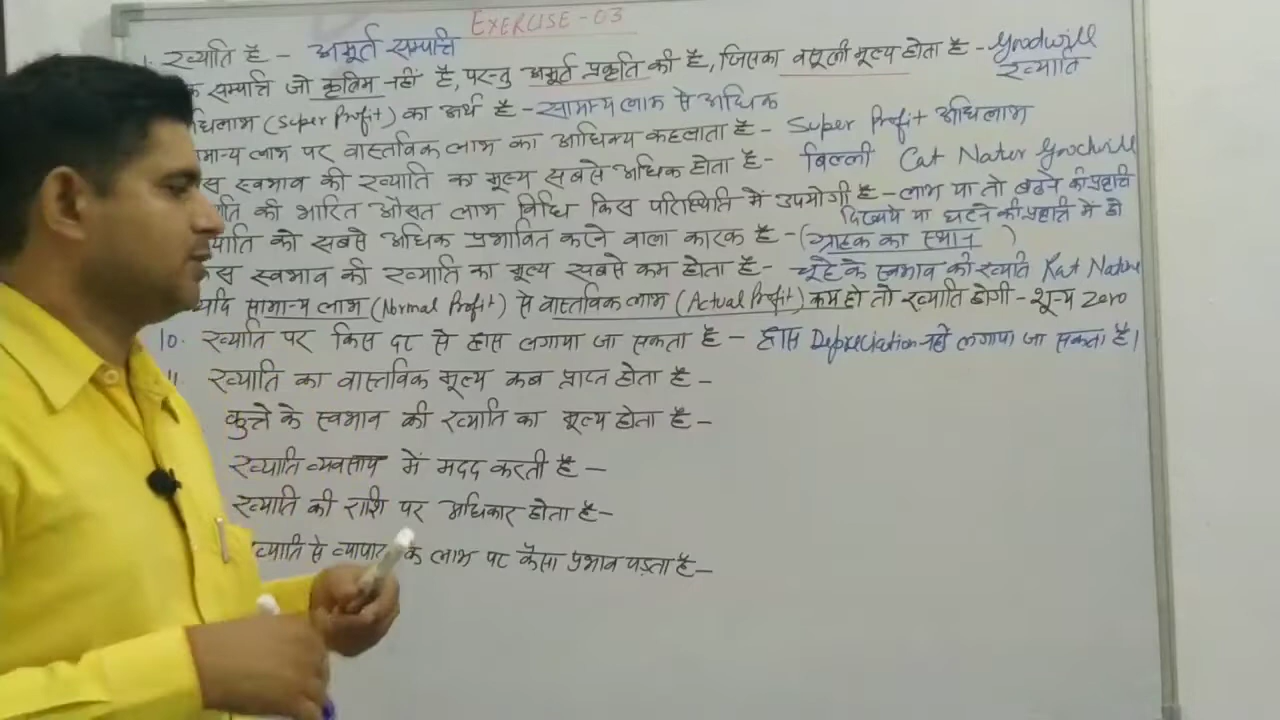 EXERCISE-03
ख्याति है - अमूर्त सम्पत्ति
सम्पत्ति जो कृत्रिम नहीं है, परन्तु अमूर्त प्रकृति की है, जिसका वसूली मूल्य होता है - Goodwill ख्याति
(Super Profit) का अर्थ है - सामान्य लाभ से अधिक
लाभ पर वास्तविक लाभ का आधिक्य कहलाता है - Super Profit अधिलाभ
स्वभाव की ख्याति का मूल्य सबसे अधिक होता है - बिल्ली Cat Nater Goodwill
की भारित औसत लाभ विधि किस परिस्थिति में उपयोगी है - लाभ या तो बढ़ने की प्रवृत्ति
दिखाये या घटने की प्रवृत्ति में हो
को सबसे अधिक प्रभावित करने वाला कारक है - (ग्राहक का स्थान )
स्वभाव की ख्याति का मूल्य सबसे कम होता है - चूहे के स्वभाव की ख्याति Rat Nature
यदि सामान्य लाभ (Normal Profit) से वास्तविक लाभ (Actual Profit) कम हो तो ख्याति होगी - शून्य Zero
10. ख्याति पर किस दर से ह्रास लगाया जा सकता है - ह्रास Depreciation नहीं लगाया जा सकता है।
ख्याति का वास्तविक मूल्य कब प्राप्त होता है -
कुत्ते के स्वभाव की ख्याति का मूल्य होता है -
ख्याति व्यवसाय में मदद करती है -
ख्याति की राशि पर अधिकार होता है -
से व्यापार के लाभ पर कैसा प्रभाव पड़ता है -